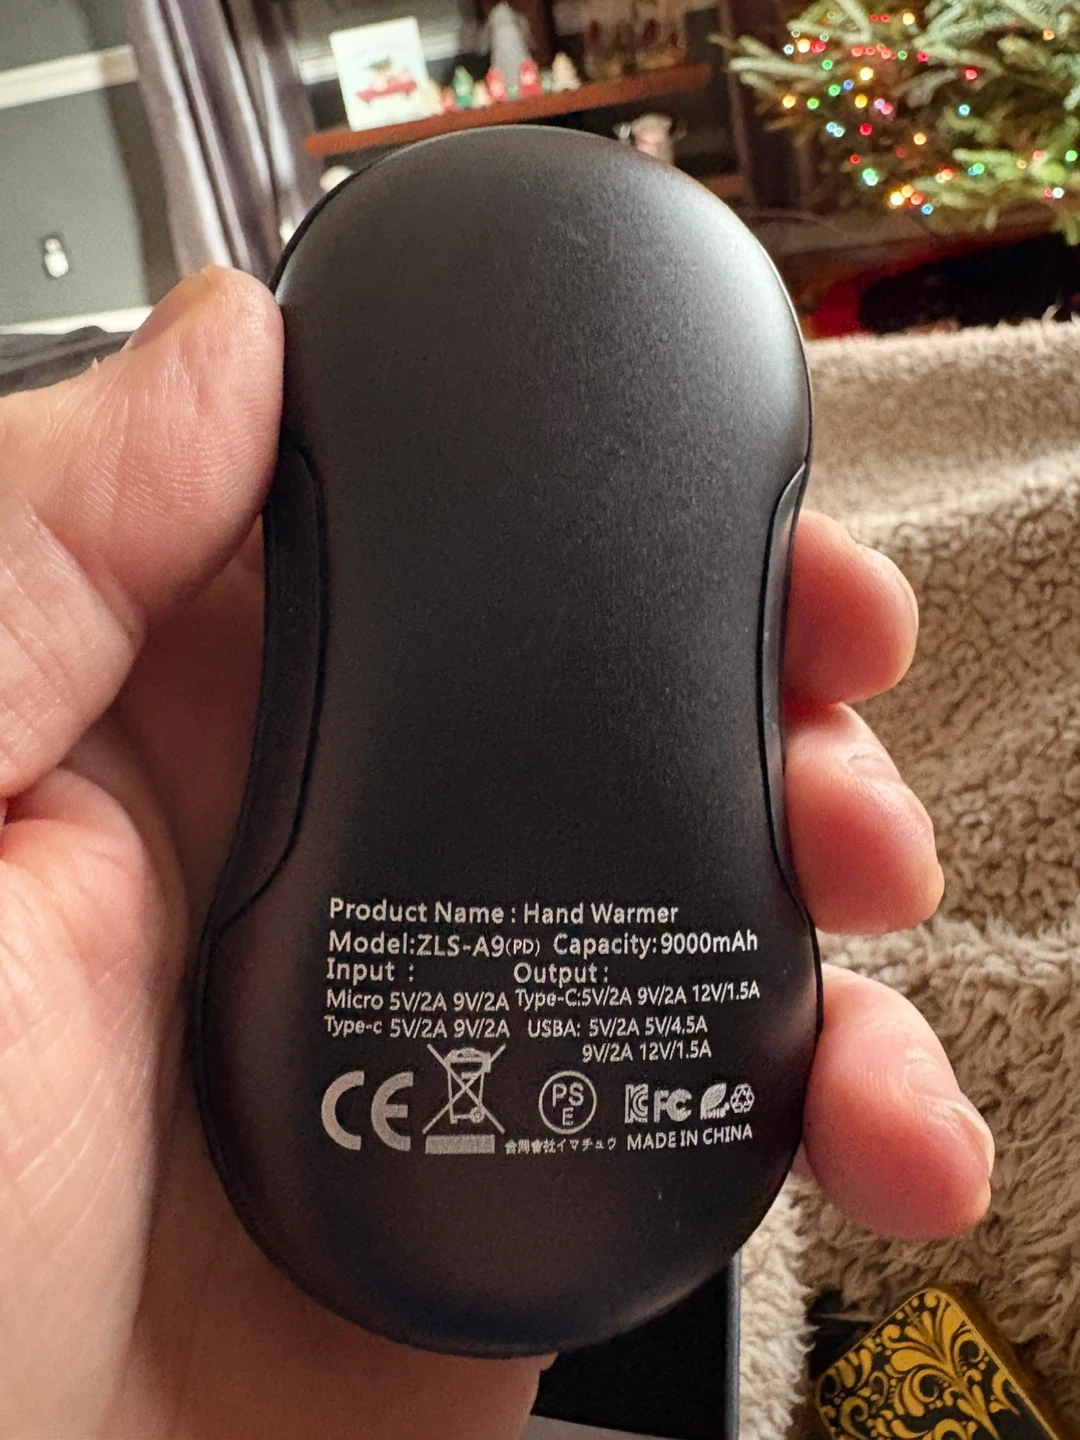 Product Name : Hand Warmer
Model:ZLS-A9(PD) Capacity:9000mAh
Input : Output :
Micro 5V/2A 9V/2A Type-C:5V/2A 9V/2A 12V/1.5A
Type-c 5V/2A 9V/2A USBA: 5V/2A 5V/4.5A
9V/2A 12V/1.5A
CE PS E FC
合同會社イマチュウ MADE IN CHINA